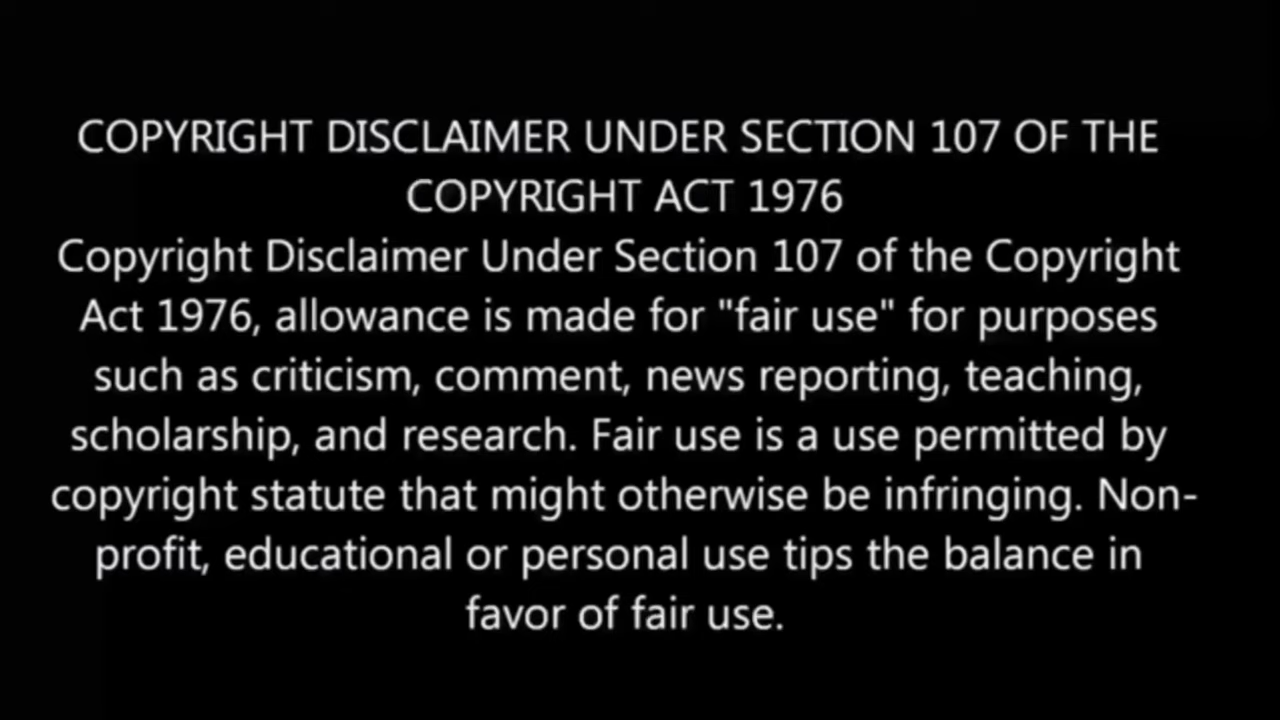 COPYRIGHT DISCLAIMER UNDER SECTION 107 OF THE
COPYRIGHT ACT 1976
Copyright Disclaimer Under Section 107 of the Copyright
Act 1976, allowance is made for "fair use" for purposes
such as criticism, comment, news reporting, teaching,
scholarship, and research. Fair use is a use permitted by
copyright statute that might otherwise be infringing. Non-
profit, educational or personal use tips the balance in
favor of fair use.